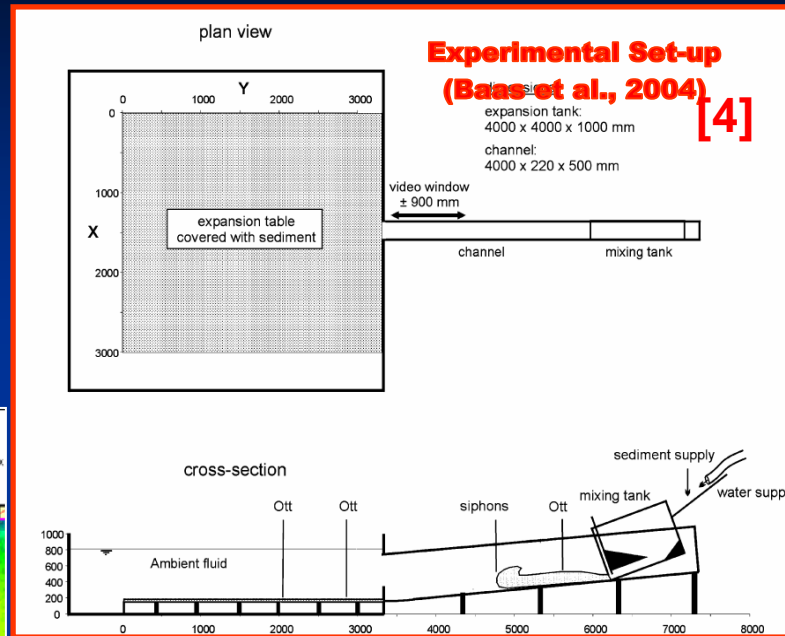 plan view
Experimental Set-up
(Baas et al., 2004)
[4]
dimensions:
expansion tank:
4000 x 4000 x 1000 mm
channel:
4000 x 220 x 500 mm
Y
0 1000 2000 3000
0
1000
X
2000
3000
expansion table
covered with sediment
video window
± 900 mm
channel
mixing tank
cross-section
sediment supply
water supp
mixing tank
Ott
Ott
siphons
Ott
1000
800
600
400
200
0
Ambient fluid
0 1000 2000 3000 4000 5000 6000 7000 8000